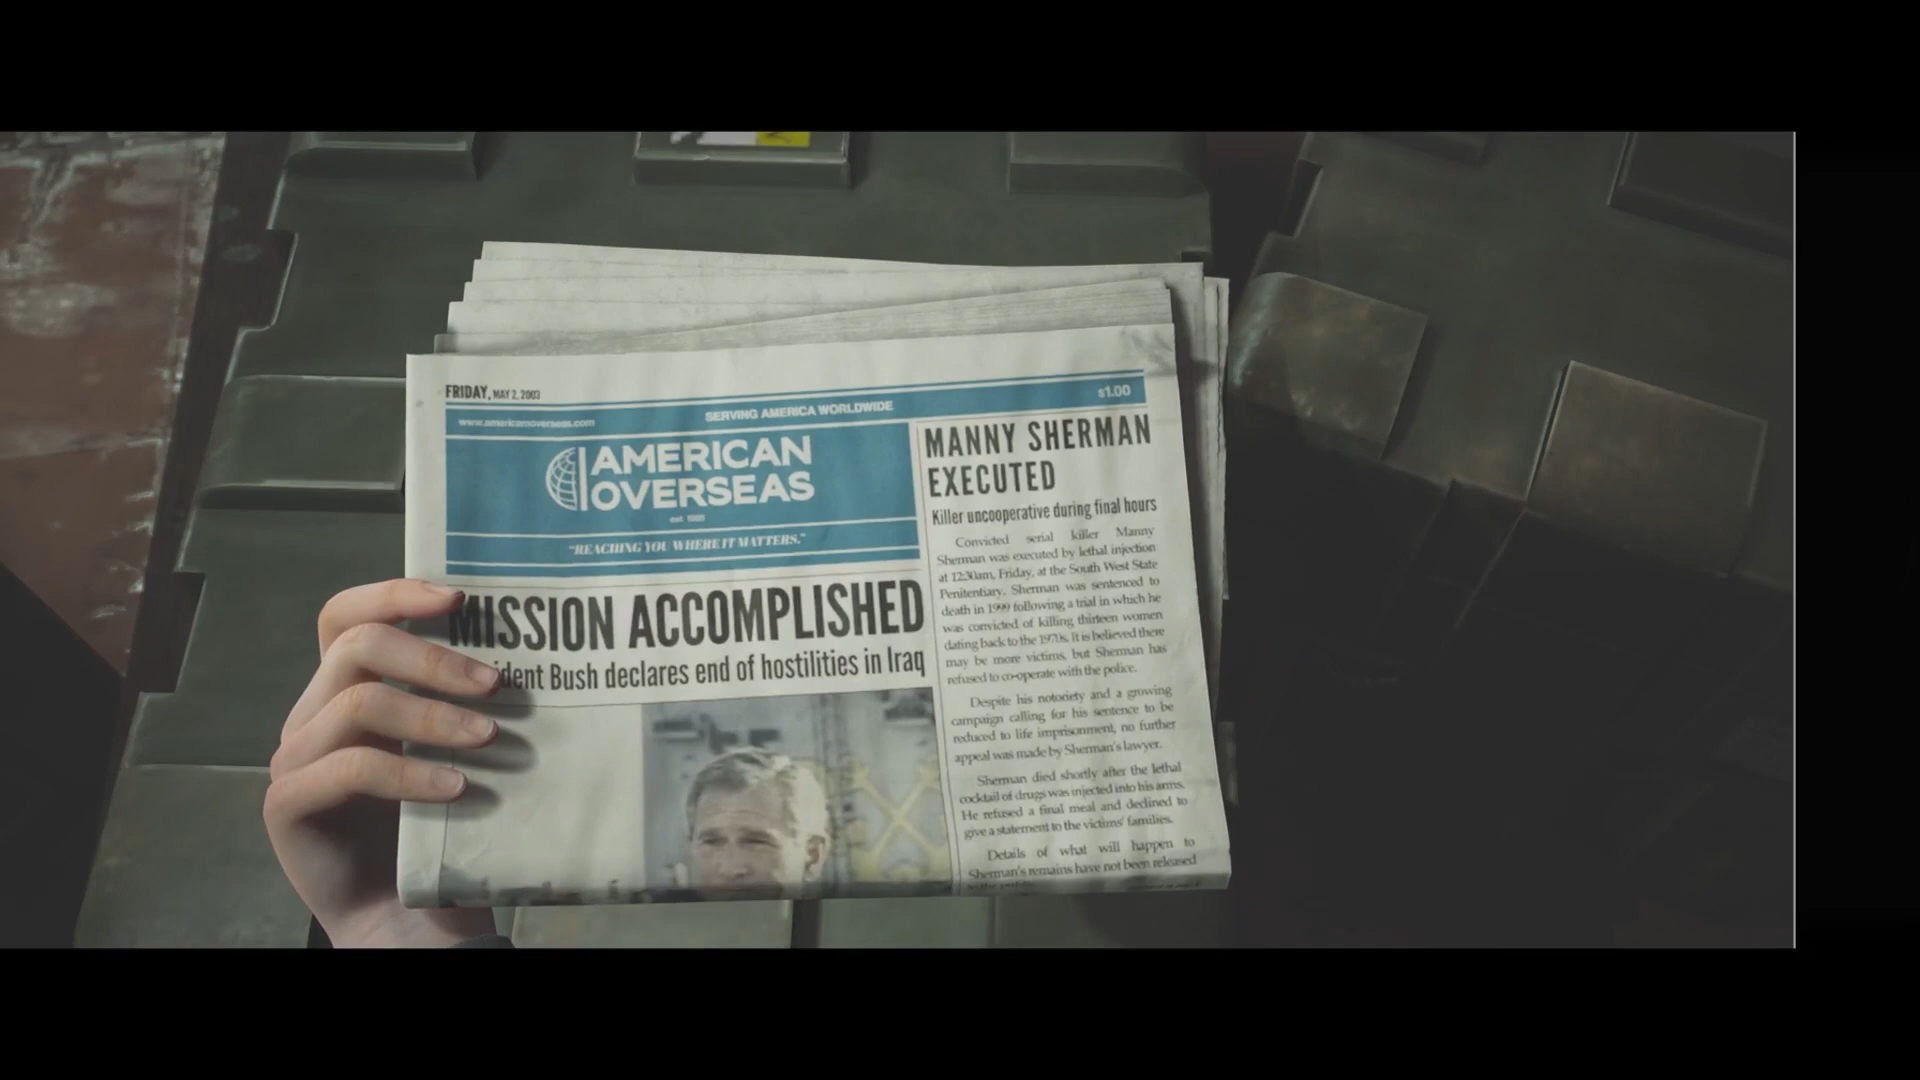 FRIDAY, MAY 2, 2003
$1.00
www.americanoverseas.com
SERVING AMERICA WORLDWIDE
AMERICAN
OVERSEAS
"REACHING YOU WHERE IT MATTERS."
MISSION ACCOMPLISHED
ident Bush declares end of hostilities in Iraq
MANNY SHERMAN
EXECUTED
Killer uncooperative during final hours
Convicted serial killer Manny
Sherman was executed by lethal injection
at 12:30am, Friday, at the South West State
Penitentiary. Sherman was sentenced to
death in 1999 following a trial in which he
was convicted of killing thirteen women
dating back to the 1970s. It is believed there
may be more victims, but Sherman has
refused to co-operate with the police.
Despite his notoriety and a growing
campaign calling for his sentence to be
reduced to life imprisonment, no further
appeal was made by Sherman's lawyer.
Sherman died shortly after the lethal
cocktail of drugs was injected into his arms.
He refused a final meal and declined to
give a statement to the victims' families.
Details of what will happen to
Sherman's remains have not been released